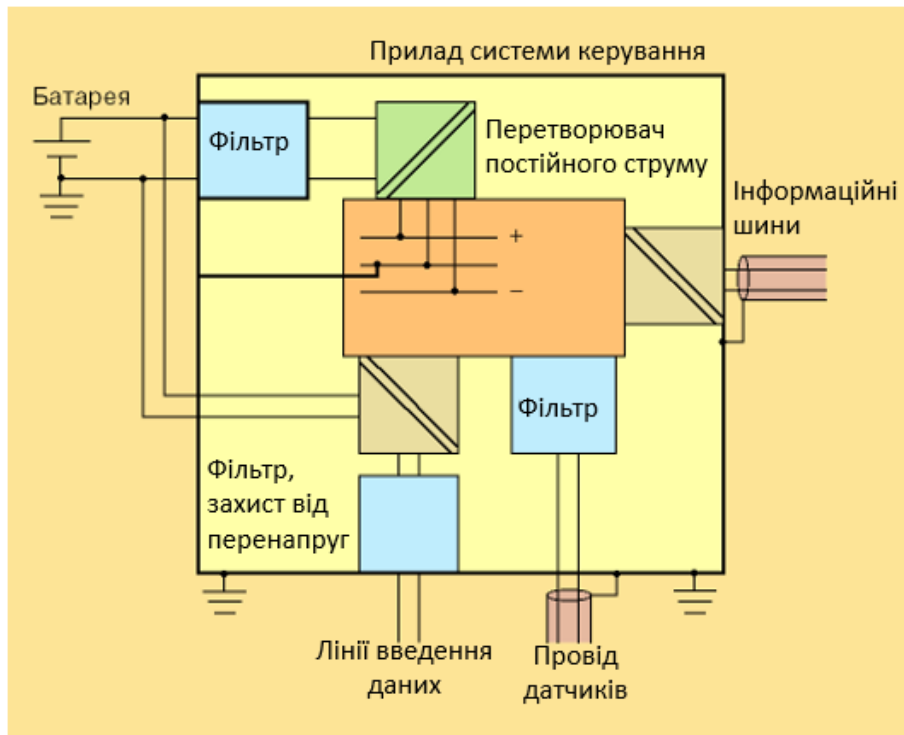 Прилад системи керування
Батарея
Фільтр
Перетворювач
постійного струму
Інформаційні
шини
+
−
Фільтр
Фільтр,
захист від
перенапруг
Лінії введення
даних
Провід
датчиків